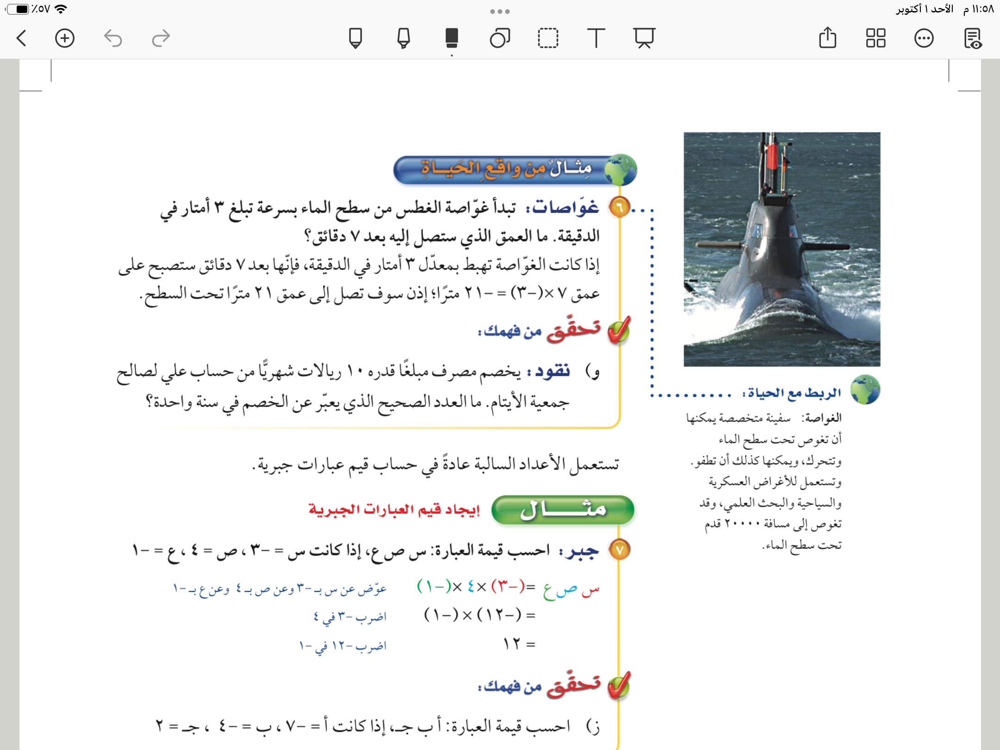 ١١:٥٨ م الأحد ١ أكتوبر
٥٧٪
مِثـالٌ مِن واقِعِ الحَيـاةِ
٦ غوّاصات: تبدأ غوّاصة الغطس من سطح الماء بسرعة تبلغ ٣ أمتار في
الدقيقة. ما العمق الذي ستصل إليه بعد ٧ دقائق؟
إذا كانت الغوّاصة تهبط بمعدّل ٣ أمتار في الدقيقة، فإنّها بعد ٧ دقائق ستصبح على
عمق ٧ ×(–٣) = –٢١ مترًا؛ إذن سوف تصل إلى عمق ٢١ مترًا تحت السطح.
تحقَّق من فهمك:
و) نقود: يخصم مصرف مبلغًا قدره ١٠ ريالات شهريًّا من حساب علي لصالح
جمعية الأيتام. ما العدد الصحيح الذي يعبّر عن الخصم في سنة واحدة؟
الربط مع الحياة:
الغواصة: سفينة متخصصة يمكنها
أن تغوص تحت سطح الماء
وتتحرك، ويمكنها كذلك أن تطفو.
وتستعمل للأغراض العسكرية
والسياحية والبحث العلمي، وقد
تغوص إلى مسافة ٢٠٠٠٠ قدم
تحت سطح الماء.
تستعمل الأعداد السالبة عادةً في حساب قيم عبارات جبرية.
مثــــال إيجاد قيم العبارات الجبرية
٧ جبر: احسب قيمة العبارة: س ص ع، إذا كانت س = –٣ ، ص = ٤ ، ع = –١
س ص ع =(–٣) ×٤ ×(–١) عوّض عن س بـ –٣ وعن ص بـ ٤ وعن ع بـ –١
= (–١٢) ×(–١) اضرب –٣ في ٤
= ١٢ اضرب –١٢ في –١
تحقَّق من فهمك:
ز) احسب قيمة العبارة: أ ب جـ، إذا كانت أ = –٧ ، ب = –٤ ، جـ = ٢